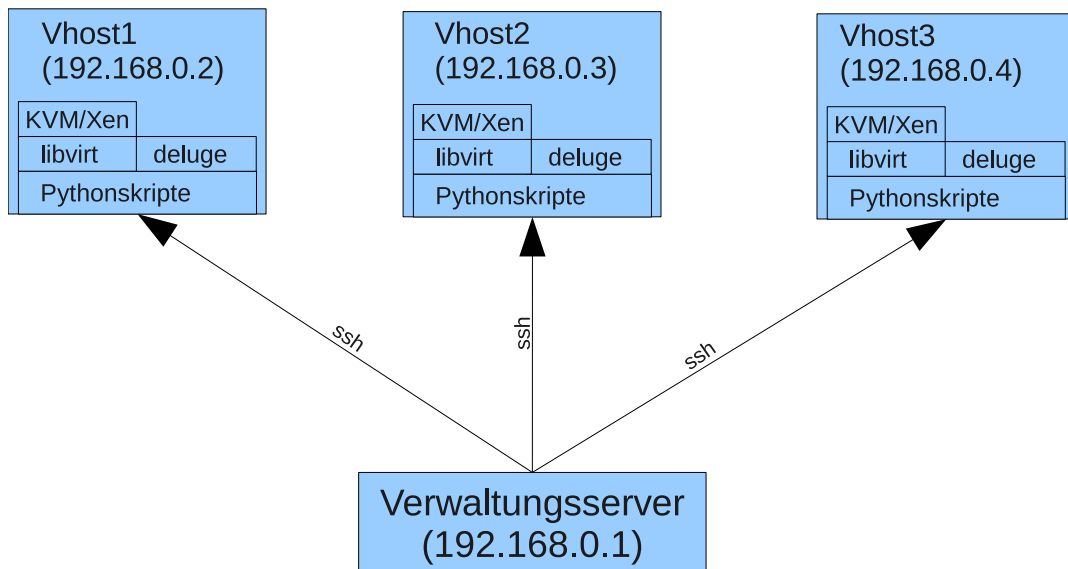 Vhost1
(192.168.0.2)
KVM/Xen
libvirt deluge
Pythonskripte
Vhost2
(192.168.0.3)
KVM/Xen
libvirt deluge
Pythonskripte
Vhost3
(192.168.0.4)
KVM/Xen
libvirt deluge
Pythonskripte
ssh
ssh
ssh
Verwaltungsserver
(192.168.0.1)